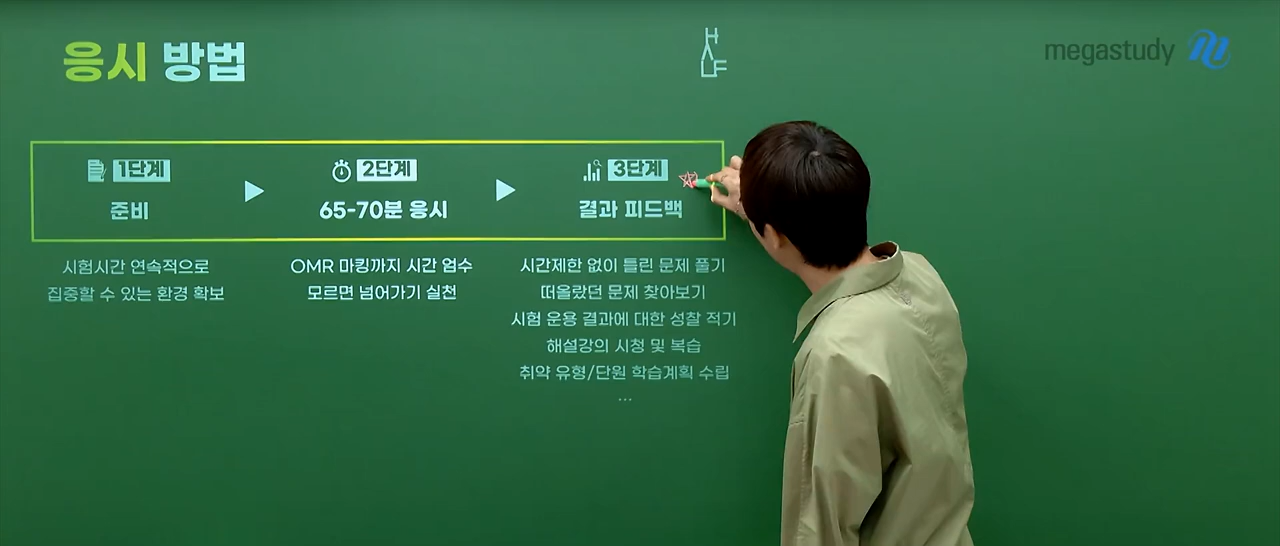 응시 방법
HALF
megastudy
1단계
준비
시험시간 연속적으로
집중할 수 있는 환경 확보
2단계
65-70분 응시
OMR 마킹까지 시간 엄수
모르면 넘어가기 실천
3단계
결과 피드백
시간제한 없이 틀린 문제 풀기
떠올랐던 문제 찾아보기
시험 운용 결과에 대한 성찰 적기
해설강의 시청 및 복습
취약 유형/단원 학습계획 수립
...